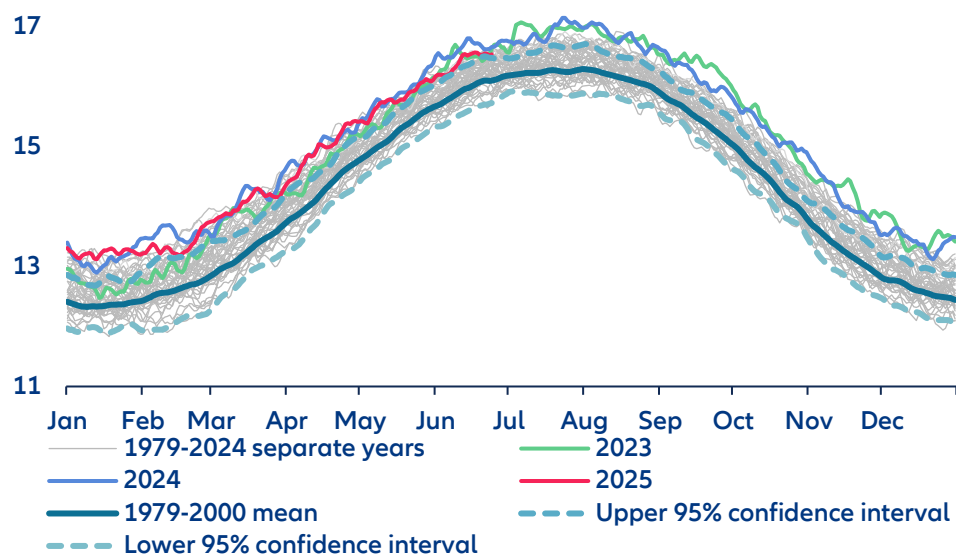 17
15
13
11
Jan Feb Mar Apr May Jun Jul Aug Sep Oct Nov Dec
1979-2024 separate years 2023
2024 2025
1979-2000 mean Upper 95% confidence interval
Lower 95% confidence interval